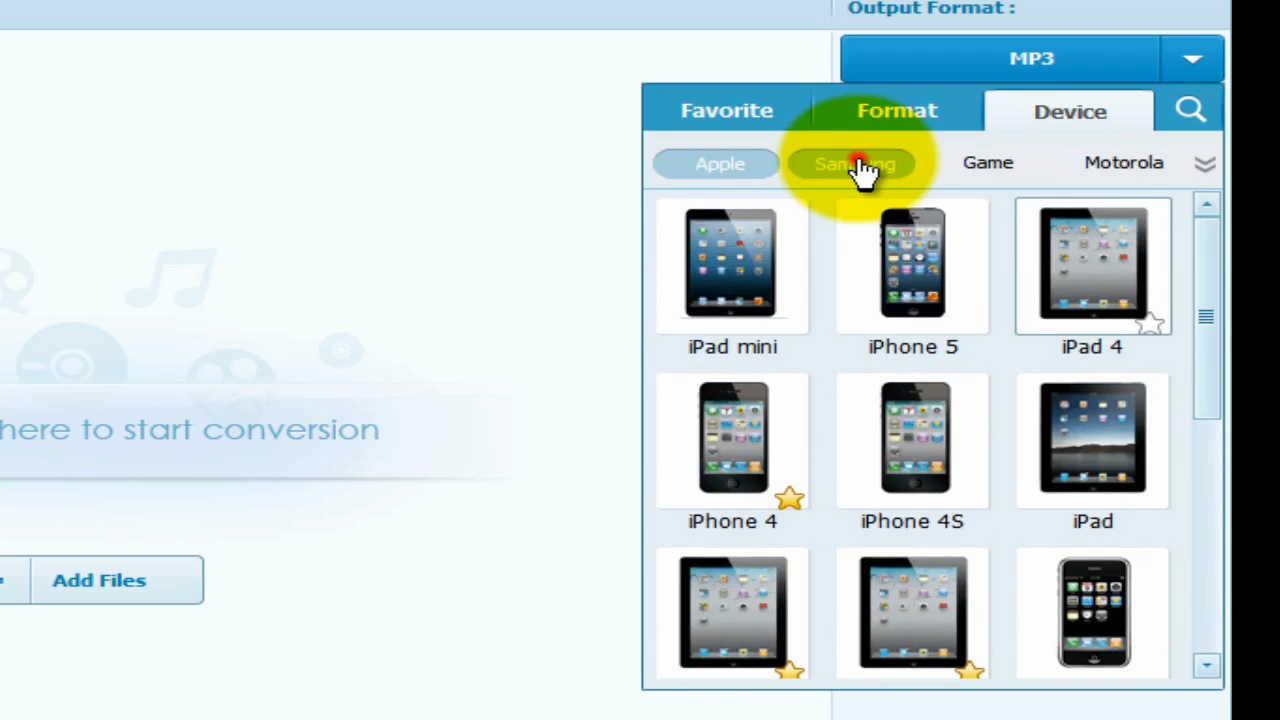 Output Format :
MP3
Favorite Format Device
Apple Samsung Game Motorola
iPad mini iPhone 5 iPad 4
here to start conversion
iPhone 4 iPhone 4S iPad
Add Files